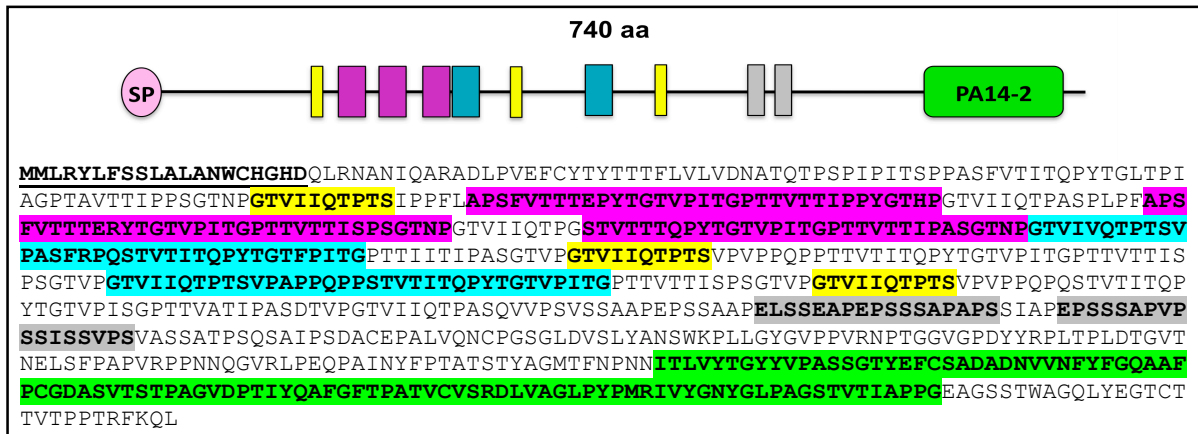 740 aa
SP
PA14-2
MMLRYLFSSLALANWCHGHDQLRNANIQARADLPVEFCYTYTTTFLVLVDNATQTPSPIPITSPPASFVTITQPYTGLTPI
AGPTAVTTIPPSGTNPGTVIIQTPTSIPPFLAPSFVTTTEPYTGTVPITGPTTVTTIPPYGTHPGTVIIQTPASPLPFAPS
FVTTTERYTGTVPITGPTTVTTISPSGTNPGTVIIQTPGSTVTTTQPYTGTVPITGPTTVTTIPASGTNPGTVIVQTPTSV
PASFRPQSTVTITQPYTGTFPITGPTTIITIPASGTVPGTVIIQTPTSVPVPPQPPTTVTITQPYTGTVPITGPTTVTTIS
PSGTVPGTVIIQTPTSVPAPPQPPSTVTITQPYTGTVPITGPTTVTTISPSGTVPGTVIIQTPTSVPVPPQPQSTVTITQP
YTGTVPISGPTTVATIPASDTVPGTVIIQTPASQVVPSVSSAAPEPSSAAPELSSEAPEPSSSAPAPSSIAPEPSSSAPVP
SSISSVPSVASSATPSQSAIPSDACEPALVQNCPGSGLDVSLYANSWKPLLGYGVPPVRNPTGGVGPDYYRPLTPLDTGVT
NELSFPAPVRPPNNQGVRLPEQPAINYFPTATSTYAGMTFNPNNITLVYTGYYVPASSGTYEFCSADADNVVNFYFGQAAF
PCGDASVTSTPAGVDPTIYQAFGFTPATVCVSRDLVAGLPYPMRIVYGNYGLPAGSTVTIAPPGEAGSSTWAGQLYEGTCT
TVTPPTRFKQL